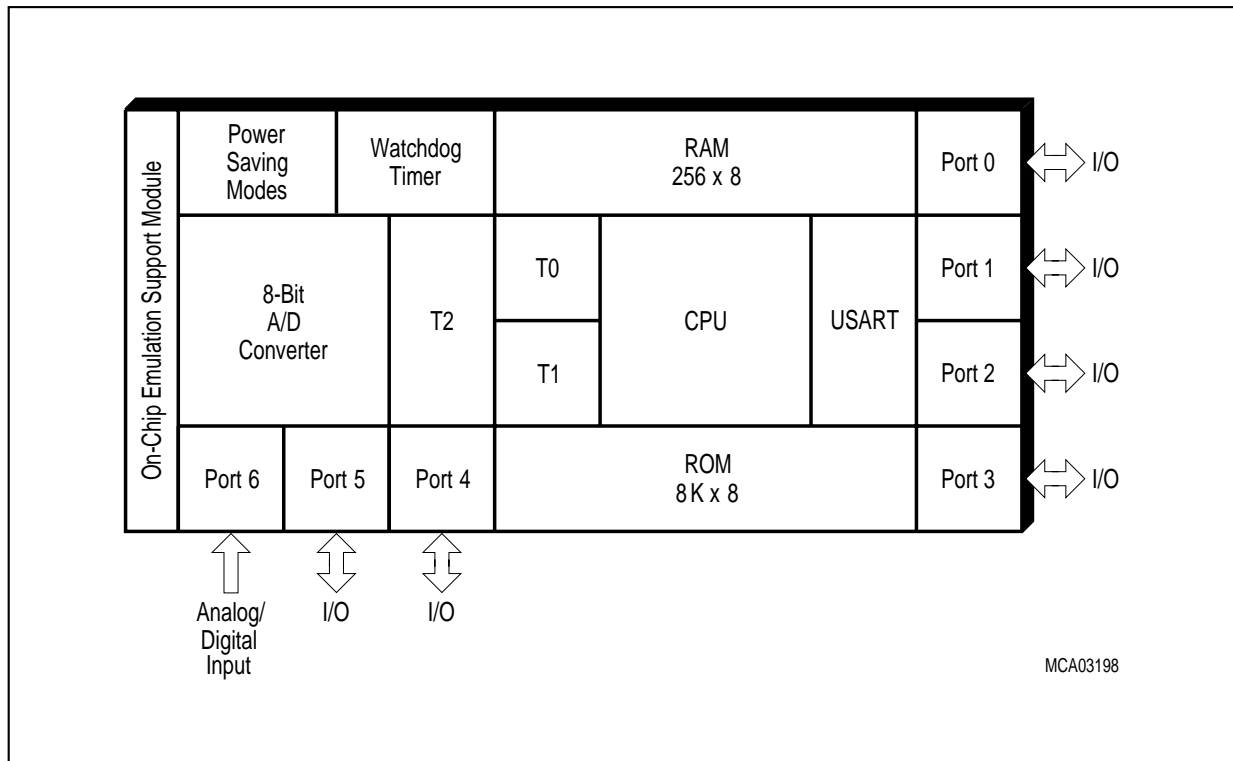 On-Chip Emulation Support Module
Power
Saving
Modes
Watchdog
Timer
RAM
256 x 8
Port 0
I/O
8-Bit
A/D
Converter
T2
T0
T1
CPU
USART
Port 1
I/O
Port 2
I/O
Port 6
Port 5
Port 4
ROM
8K x 8
Port 3
I/O
Analog/
Digital
Input
I/O
I/O
MCA03198